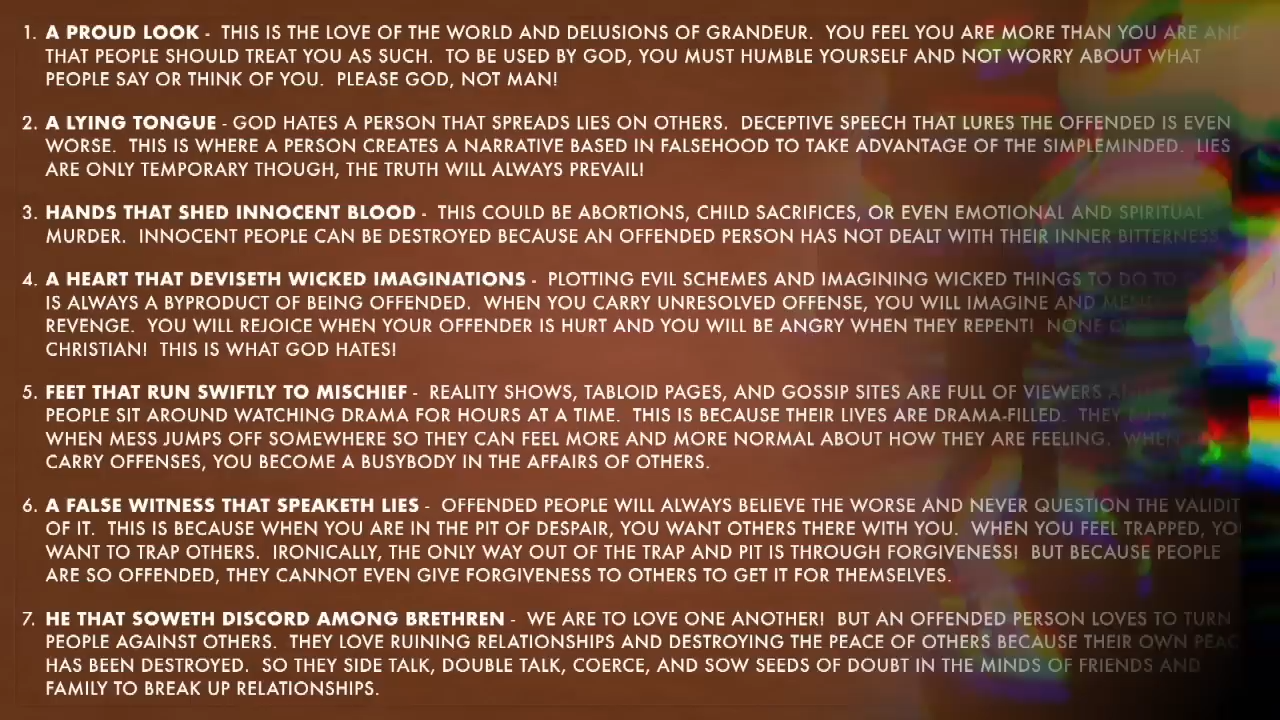 1. A PROUD LOOK - THIS IS THE LOVE OF THE WORLD AND DELUSIONS OF GRANDEUR. YOU FEEL YOU ARE MORE THAN YOU ARE AND
THAT PEOPLE SHOULD TREAT YOU AS SUCH. TO BE USED BY GOD, YOU MUST HUMBLE YOURSELF AND NOT WORRY ABOUT WHAT
PEOPLE SAY OR THINK OF YOU. PLEASE GOD, NOT MAN!
2. A LYING TONGUE - GOD HATES A PERSON THAT SPREADS LIES ON OTHERS. DECEPTIVE SPEECH THAT LURES THE OFFENDED IS EVEN
WORSE. THIS IS WHERE A PERSON CREATES A NARRATIVE BASED IN FALSEHOOD TO TAKE ADVANTAGE OF THE SIMPLEMINDED. LIES
ARE ONLY TEMPORARY THOUGH, THE TRUTH WILL ALWAYS PREVAIL!
3. HANDS THAT SHED INNOCENT BLOOD - THIS COULD BE ABORTIONS, CHILD SACRIFICES, OR EVEN EMOTIONAL AND SPIRITUAL
MURDER. INNOCENT PEOPLE CAN BE DESTROYED BECAUSE AN OFFENDED PERSON HAS NOT DEALT WITH THEIR INNER BITTERNESS
4. A HEART THAT DEVISETH WICKED IMAGINATIONS - PLOTTING EVIL SCHEMES AND IMAGINING WICKED THINGS TO DO TO
IS ALWAYS A BYPRODUCT OF BEING OFFENDED. WHEN YOU CARRY UNRESOLVED OFFENSE, YOU WILL IMAGINE AND
REVENGE. YOU WILL REJOICE WHEN YOUR OFFENDER IS HURT AND YOU WILL BE ANGRY WHEN THEY REPENT! NONE OF
CHRISTIAN! THIS IS WHAT GOD HATES!
5. FEET THAT RUN SWIFTLY TO MISCHIEF - REALITY SHOWS, TABLOID PAGES, AND GOSSIP SITES ARE FULL OF VIEWERS
PEOPLE SIT AROUND WATCHING DRAMA FOR HOURS AT A TIME. THIS IS BECAUSE THEIR LIVES ARE DRAMA-FILLED. THEY
WHEN MESS JUMPS OFF SOMEWHERE SO THEY CAN FEEL MORE AND MORE NORMAL ABOUT HOW THEY ARE FEELING. WHEN
CARRY OFFENSES, YOU BECOME A BUSYBODY IN THE AFFAIRS OF OTHERS.
6. A FALSE WITNESS THAT SPEAKETH LIES - OFFENDED PEOPLE WILL ALWAYS BELIEVE THE WORSE AND NEVER QUESTION THE VALIDIT
OF IT. THIS IS BECAUSE WHEN YOU ARE IN THE PIT OF DESPAIR, YOU WANT OTHERS THERE WITH YOU. WHEN YOU FEEL TRAPPED, YO
WANT TO TRAP OTHERS. IRONICALLY, THE ONLY WAY OUT OF THE TRAP AND PIT IS THROUGH FORGIVENESS! BUT BECAUSE PEOPLE
ARE SO OFFENDED, THEY CANNOT EVEN GIVE FORGIVENESS TO OTHERS TO GET IT FOR THEMSELVES.
7. HE THAT SOWETH DISCORD AMONG BRETHREN - WE ARE TO LOVE ONE ANOTHER! BUT AN OFFENDED PERSON LOVES TO TURN
PEOPLE AGAINST OTHERS. THEY LOVE RUINING RELATIONSHIPS AND DESTROYING THE PEACE OF OTHERS BECAUSE THEIR OWN PEAC
HAS BEEN DESTROYED. SO THEY SIDE TALK, DOUBLE TALK, COERCE, AND SOW SEEDS OF DOUBT IN THE MINDS OF FRIENDS AND
FAMILY TO BREAK UP RELATIONSHIPS.